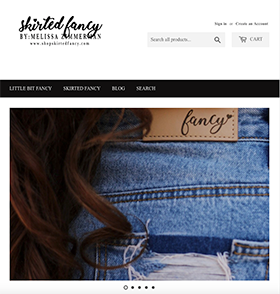 skirted fancy
BY: MELISSA ZIMMERMAN
www.shopskirtedfancy.com
Sign in or Create an Account
Search all products...
CART
LITTLE BIT FANCY SKIRTED FANCY BLOG SEARCH
fancy